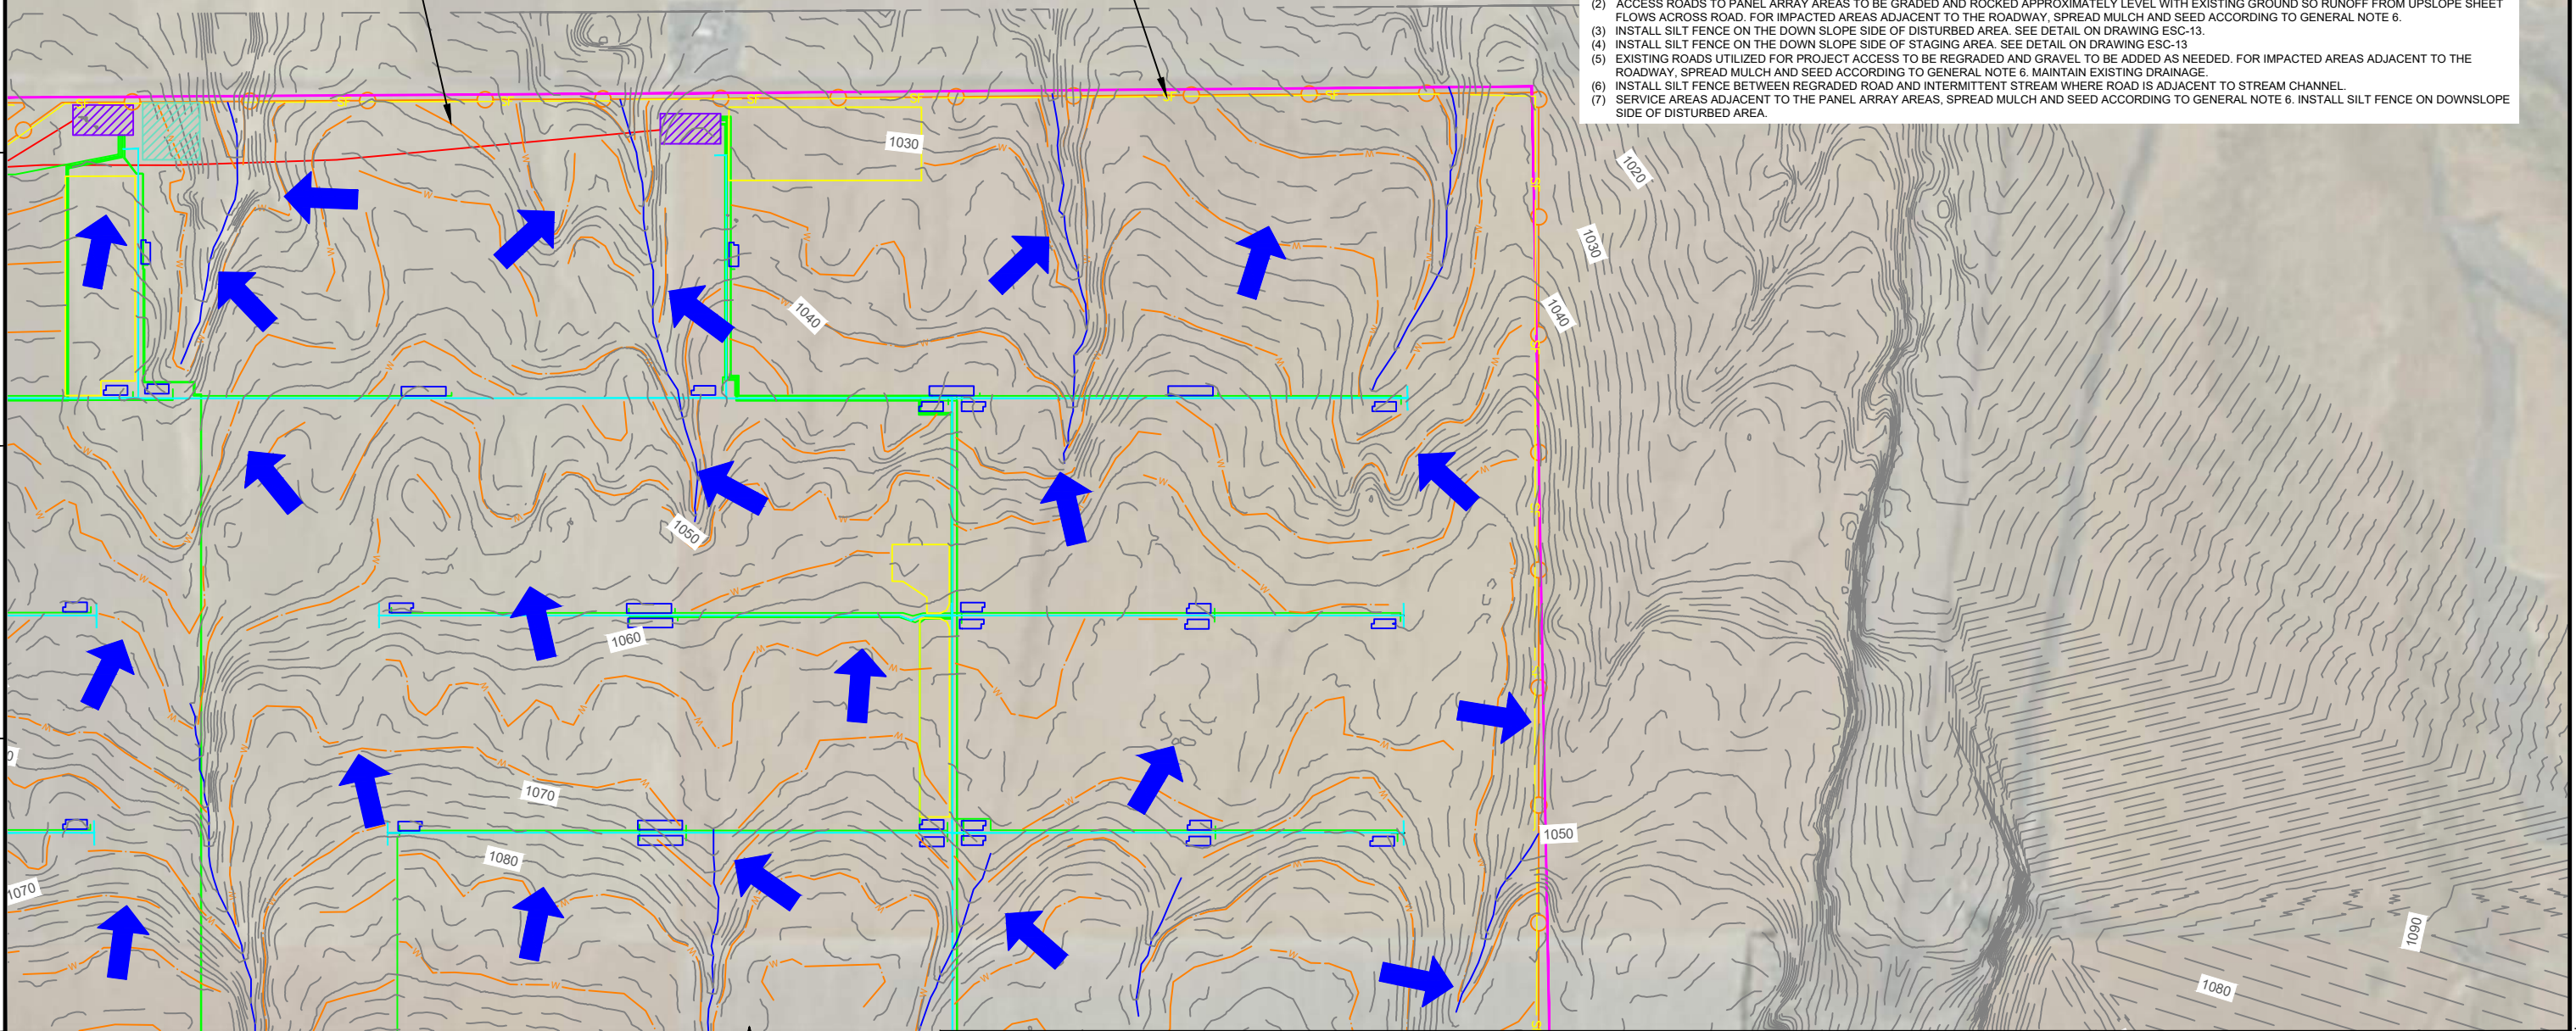 (2) ACCESS ROADS TO PANEL ARRAY AREAS TO BE GRADED AND ROCKED APPROXIMATELY LEVEL WITH EXISTING GROUND SO RUNOFF FROM UPSLOPE SHEET
FLOWS ACROSS ROAD. FOR IMPACTED AREAS ADJACENT TO THE ROADWAY, SPREAD MULCH AND SEED ACCORDING TO GENERAL NOTE 6.
(3) INSTALL SILT FENCE ON THE DOWN SLOPE SIDE OF DISTURBED AREA. SEE DETAIL ON DRAWING ESC-13.
(4) INSTALL SILT FENCE ON THE DOWN SLOPE SIDE OF STAGING AREA. SEE DETAIL ON DRAWING ESC-13
(5) EXISTING ROADS UTILIZED FOR PROJECT ACCESS TO BE REGRADED AND GRAVEL TO BE ADDED AS NEEDED. FOR IMPACTED AREAS ADJACENT TO THE
ROADWAY, SPREAD MULCH AND SEED ACCORDING TO GENERAL NOTE 6. MAINTAIN EXISTING DRAINAGE.
(6) INSTALL SILT FENCE BETWEEN REGRADED ROAD AND INTERMITTENT STREAM WHERE ROAD IS ADJACENT TO STREAM CHANNEL.
(7) SERVICE AREAS ADJACENT TO THE PANEL ARRAY AREAS, SPREAD MULCH AND SEED ACCORDING TO GENERAL NOTE 6. INSTALL SILT FENCE ON DOWNSLOPE
SIDE OF DISTURBED AREA.
SF SF SF SF SF SF
1030
1020
1030
1040
1040
1050
1060
1070
1050
1080
1070
1090
1080